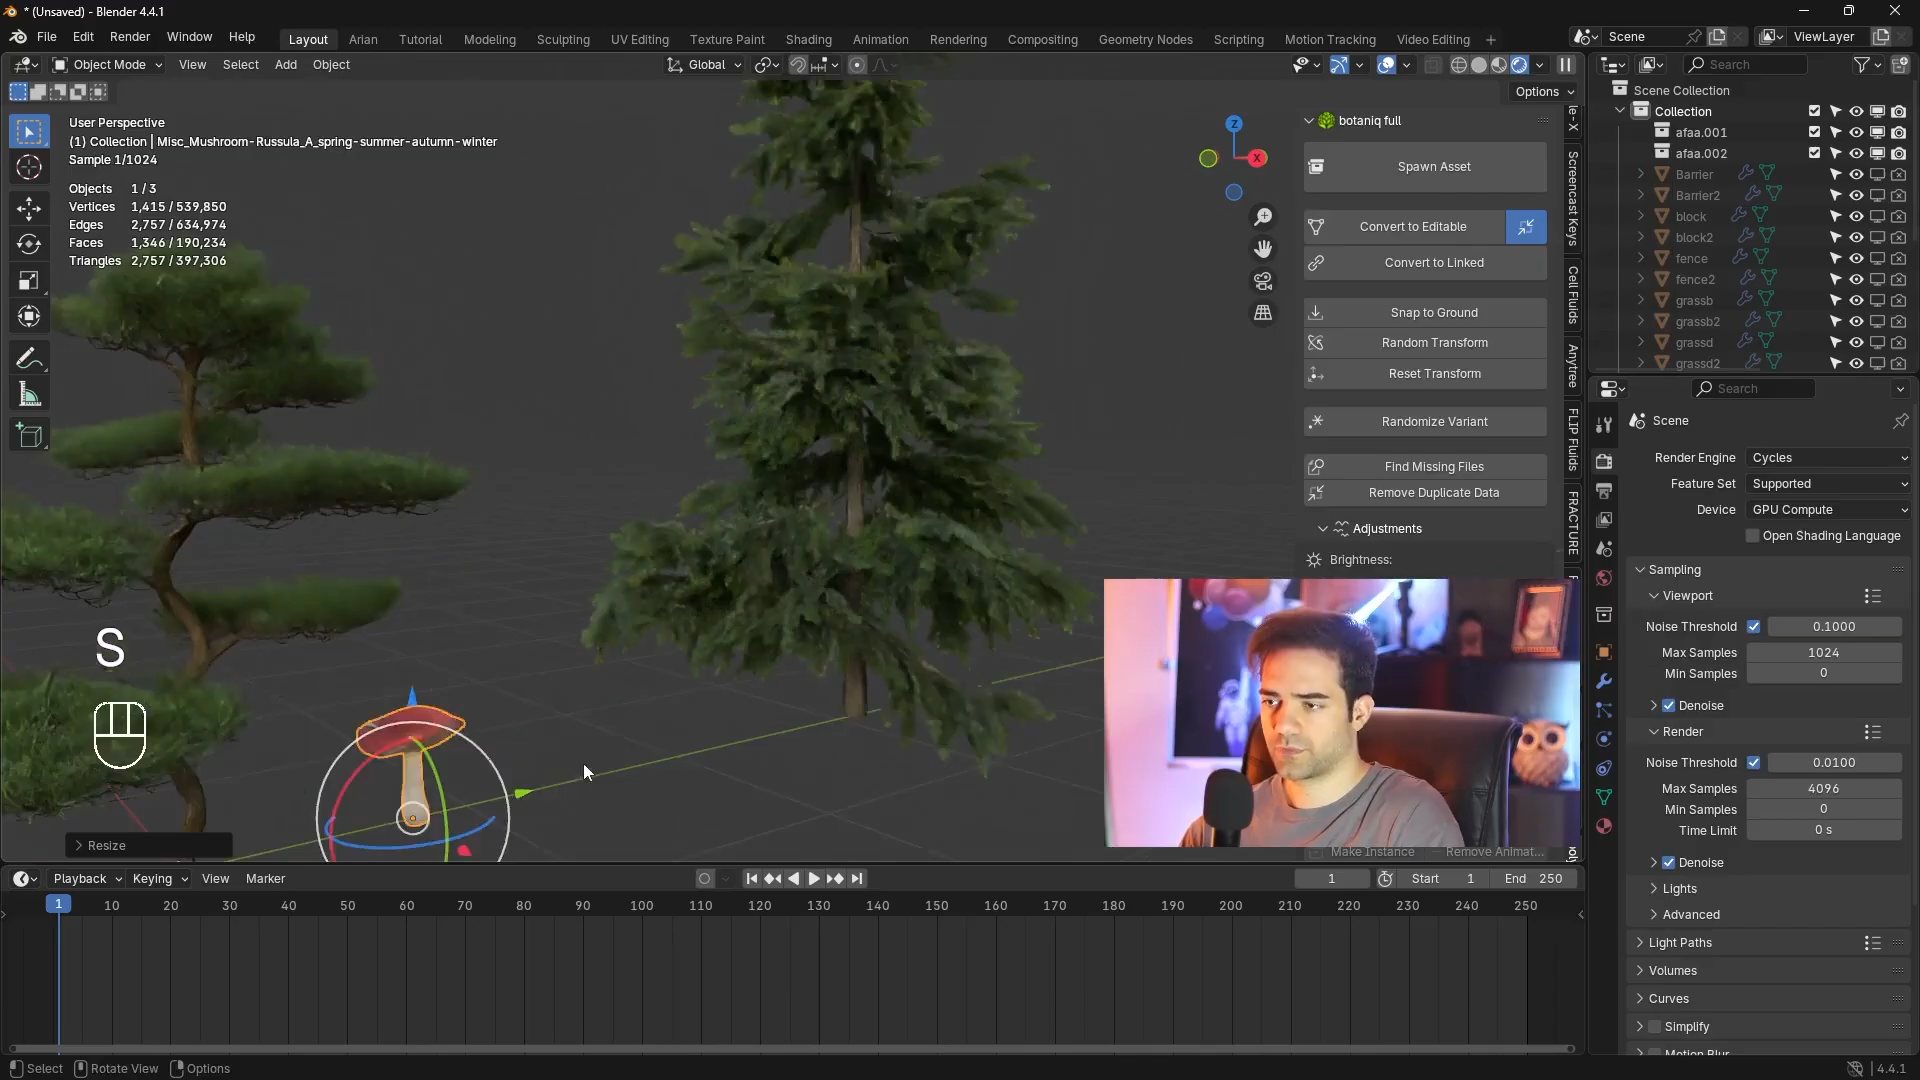 * (Unsaved) - Blender 4.4.1
File Edit Render Window Help Layout Arian Tutorial Modeling Sculpting UV Editing Texture Paint Shading Animation Rendering Compositing Geometry Nodes Scripting Motion Tracking Video Editing + Scene ViewLayer
Object Mode View Select Add Object Global
Options
User Perspective
(1) Collection | Misc_Mushroom-Russula_A_spring-summer-autumn-winter
Sample 1/1024
Objects 1 / 3
Vertices 1,415 / 539,850
Edges 2,757 / 634,974
Faces 1,346 / 190,234
Triangles 2,757 / 397,306
S
Resize
Z
X
botaniq full
Spawn Asset
Convert to Editable
Convert to Linked
Snap to Ground
Random Transform
Reset Transform
Randomize Variant
Find Missing Files
Remove Duplicate Data
Adjustments
Brightness:
Make Instance Remove Animat...
Screencast Keys
Cell Fluids
Anytree
FLIP Fluids
FRACTURE
Search
Scene Collection
Collection
afaa.001
afaa.002
Barrier
Barrier2
block
block2
fence
fence2
grassb
grassb2
grassd
grassd2
Search
Scene
Render Engine Cycles
Feature Set Supported
Device GPU Compute
Open Shading Language
Sampling
Viewport
Noise Threshold 0.1000
Max Samples 1024
Min Samples 0
Denoise
Render
Noise Threshold 0.0100
Max Samples 4096
Min Samples 0
Time Limit 0 s
Denoise
Lights
Advanced
Light Paths
Volumes
Curves
Simplify
Motion Blur
Playback Keying View Marker 1 Start 1 End 250
1 10 20 30 40 50 60 70 80 90 100 110 120 130 140 150 160 170 180 190 200 210 220 230 240 250
Select Rotate View Options 4.4.1